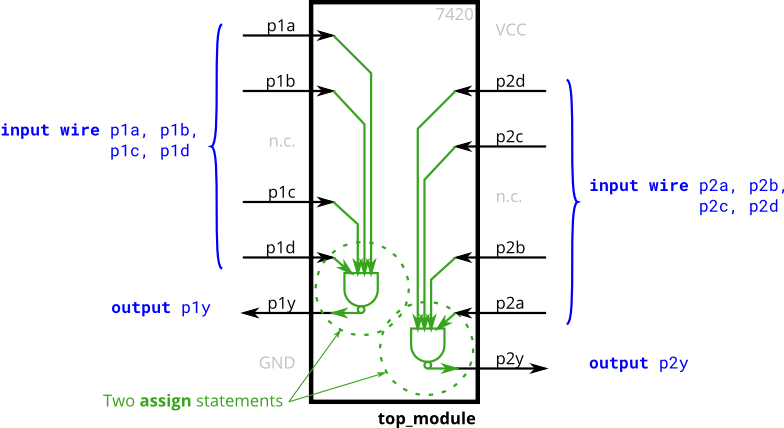 7420
p1a
VCC
p1b
p2d
input wire p1a, p1b,
p1c, p1d
n.c.
p2c
p1c
n.c.
input wire p2a, p2b,
p2c, p2d
p1d
p2b
output p1y
p1y
p2a
GND
p2y
output p2y
Two assign statements
top_module